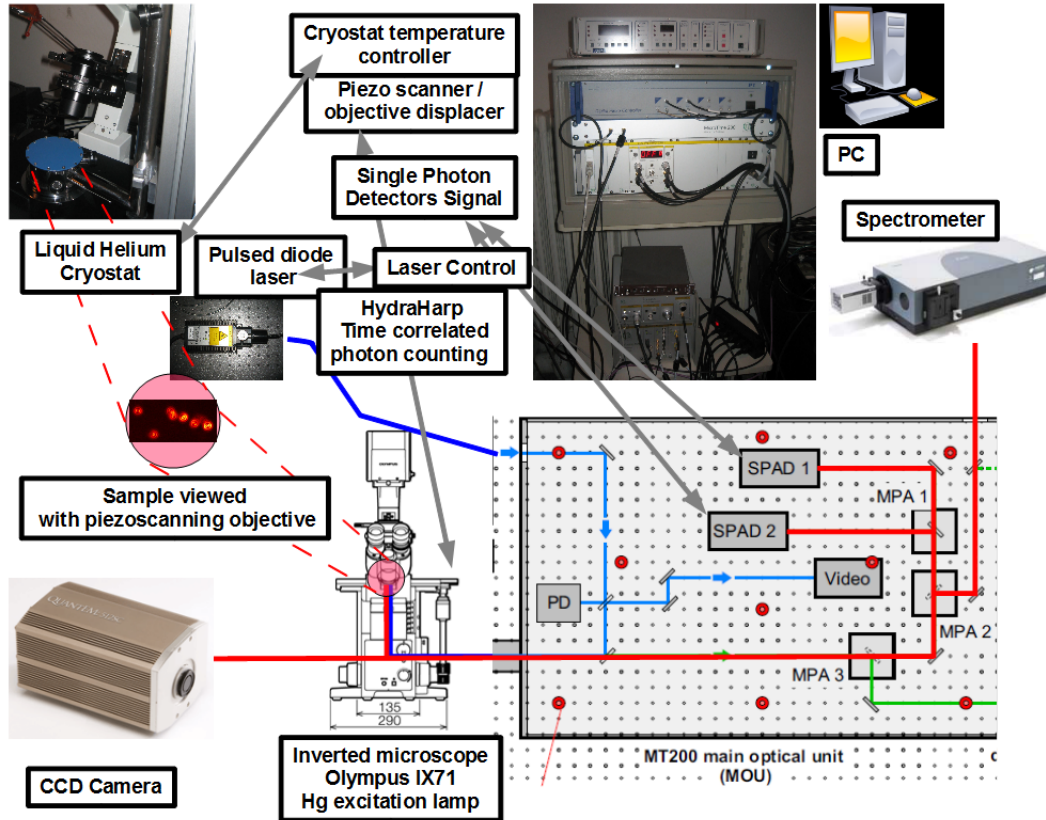 Cryostat temperature
controller
Piezo scanner /
objective displacer
Single Photon
Detectors Signal
PC
Spectrometer
Liquid Helium
Cryostat
Pulsed diode
laser
Laser Control
HydraHarp
Time correlated
photon counting
OLYMPUS
SPAD 1
MPA 1
SPAD 2
Sample viewed
with piezoscanning objective
PD
Video
MPA 2
MPA 3
135
290
MT200 main optical unit
(MOU)
Inverted microscope
Olympus IX71
Hg excitation lamp
CCD Camera